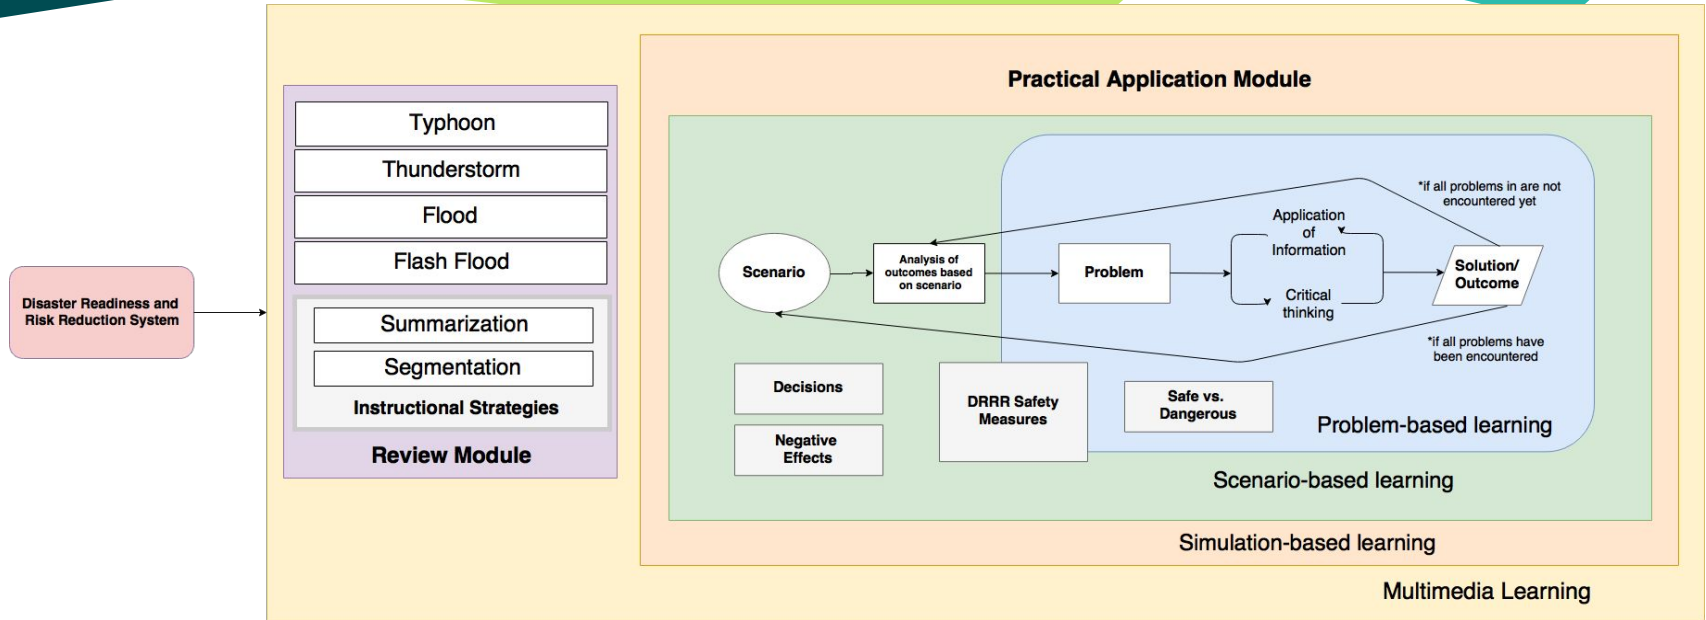 Disaster Readiness and
Risk Reduction System
Typhoon
Thunderstorm
Flood
Flash Flood
Summarization
Segmentation
Instructional Strategies
Review Module
Practical Application Module
Scenario
Analysis of
outcomes based
on scenario
Problem
Application
of
Information
Critical
thinking
Solution/
Outcome
*if all problems in are not
encountered yet
*if all problems have
been encountered
Decisions
Negative
Effects
DRRR Safety
Measures
Safe vs.
Dangerous
Problem-based learning
Scenario-based learning
Simulation-based learning
Multimedia Learning